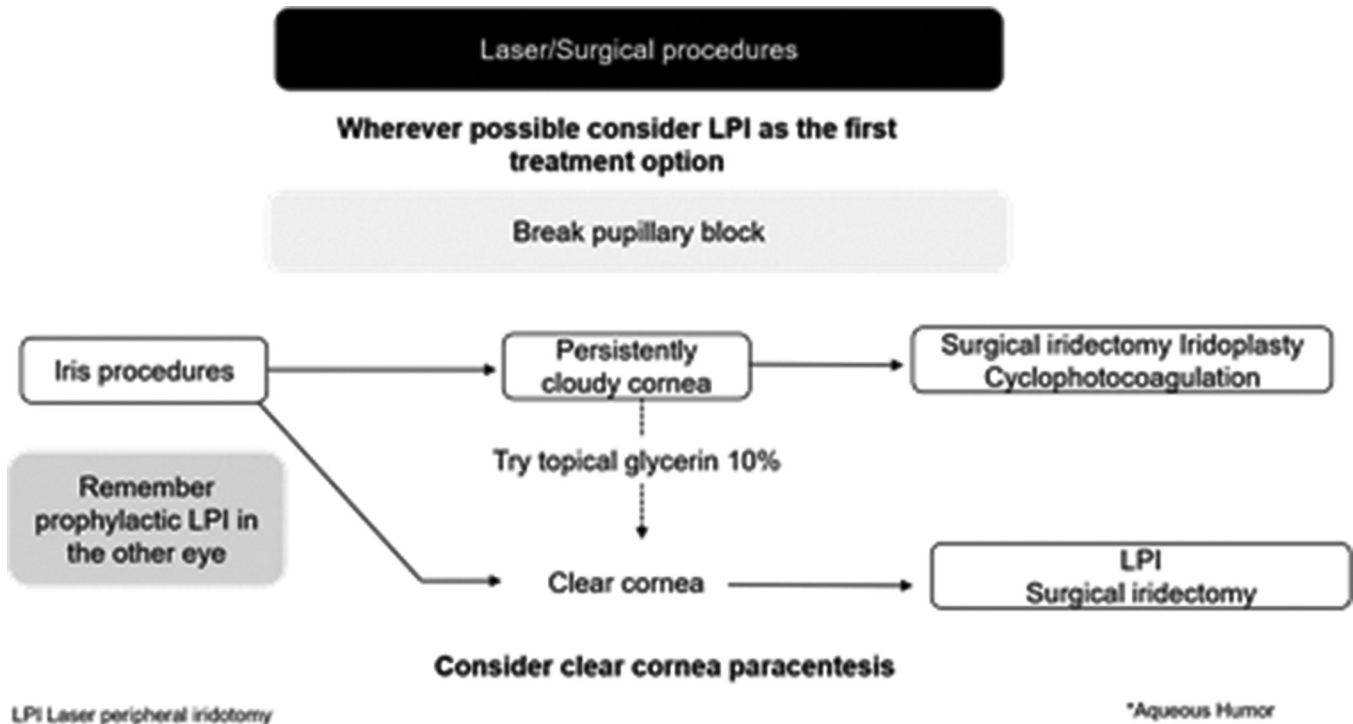 Laser/Surgical procedures
Wherever possible consider LPI as the first
treatment option
Break pupillary block
Iris procedures
Persistently
cloudy cornea
Surgical iridectomy Iridoplasty
Cyclophotocoagulation
Try topical glycerin 10%
Remember
prophylactic LPI in
the other eye
Clear cornea
LPI
Surgical iridectomy
Consider clear cornea paracentesis
LPI Laser peripheral iridotomy
*Aqueous Humor